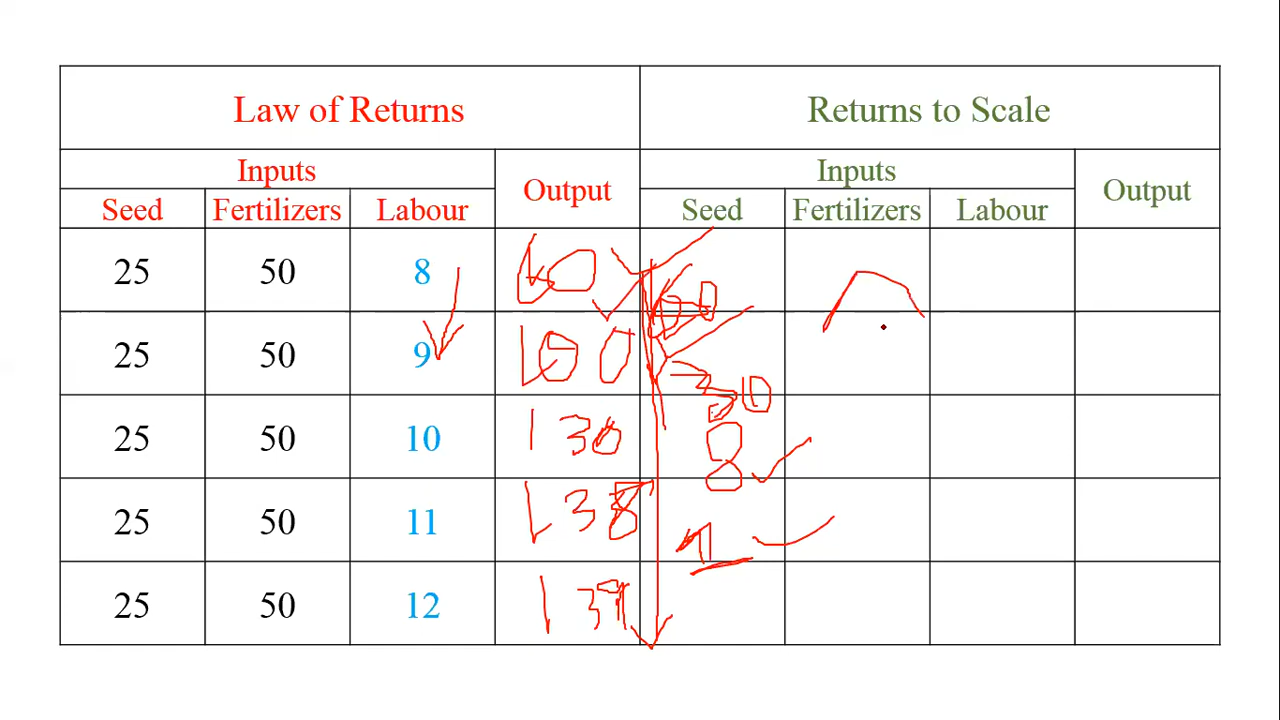 Law of Returns Returns to Scale
Inputs Output Inputs Output
Seed Fertilizers Labour Seed Fertilizers Labour
25 50 8 60
25 50 9 100
30
25 50 10 130 8
25 50 11 138 1
25 50 12 139